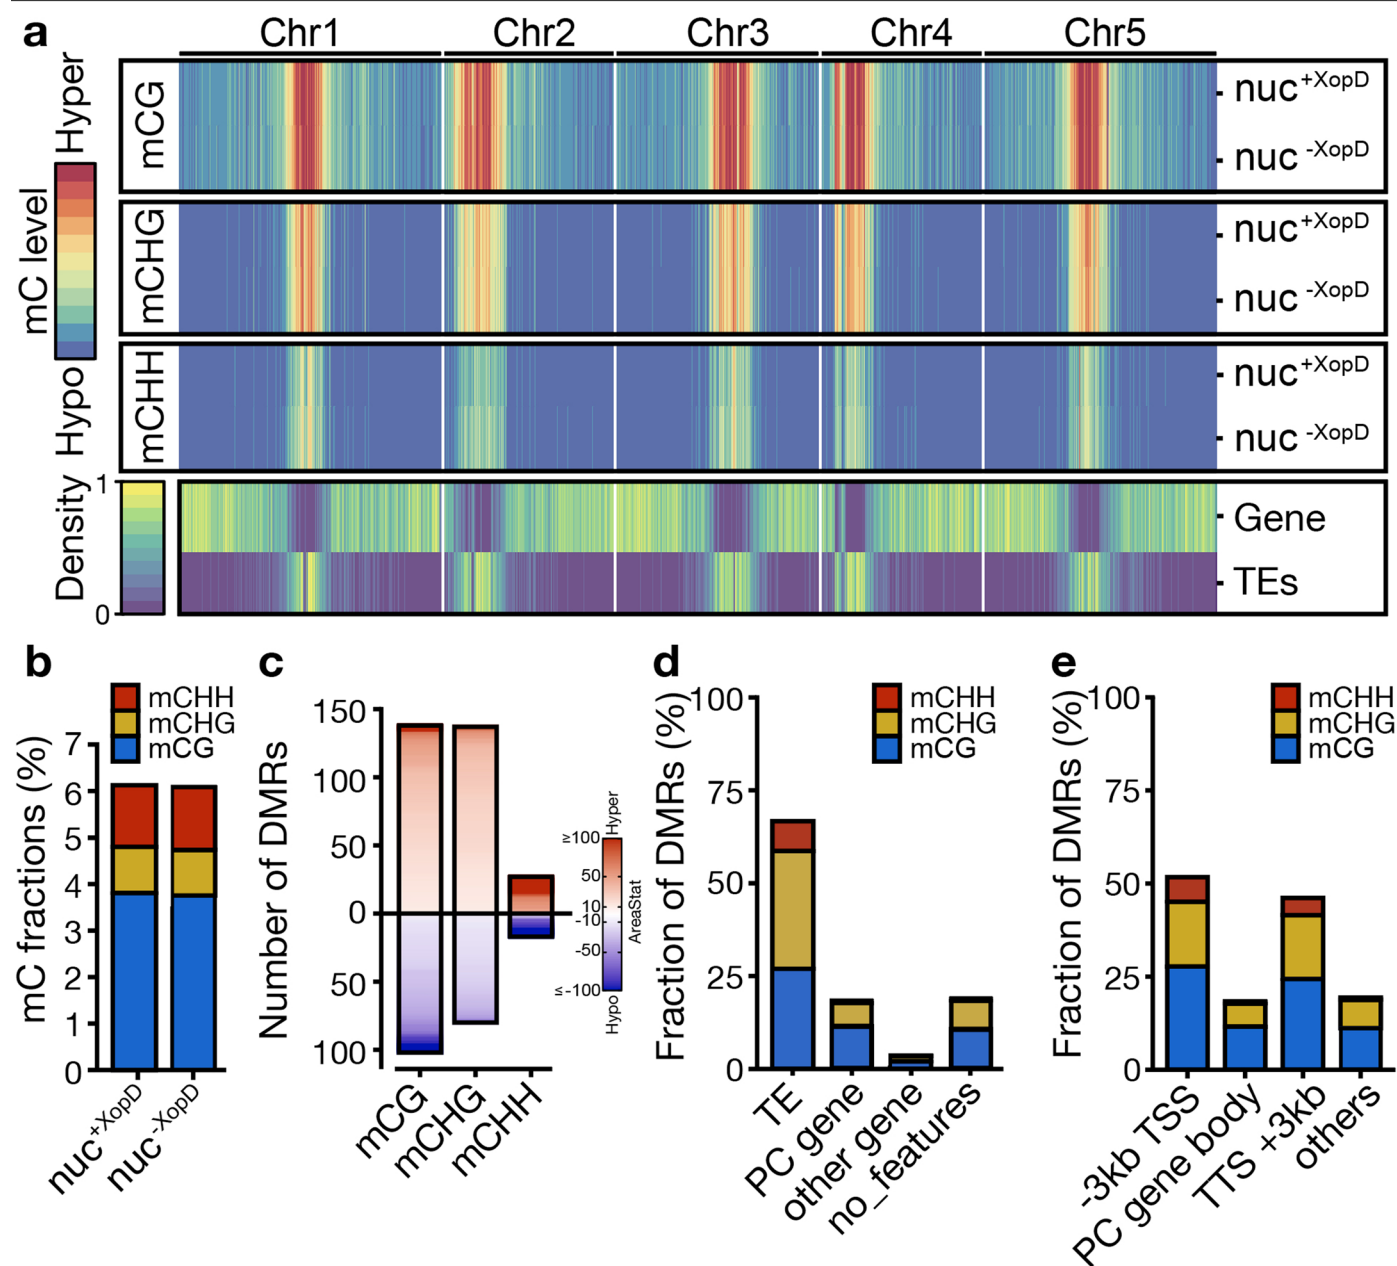 a
Chr1 Chr2 Chr3 Chr4 Chr5
Hyper
mC level
Hypo
mCG
nuc+XopD
nuc-XopD
mCHG
nuc+XopD
nuc-XopD
mCHH
nuc+XopD
nuc-XopD
Density
1
0
Gene
TEs
b
mCHH
mCHG
mCG
mC fractions (%)
7
6
5
4
3
2
1
0
nuc+XopD
nuc-XopD
c
Number of DMRs
150
100
50
0
50
100
mCG
mCHG
mCHH
Hyper
≥100
50
10
-10
-50
≤-100
Hypo
AreaStat
d
mCHH
mCHG
mCG
Fraction of DMRs (%)
100
75
50
25
0
TE
PC gene
other gene
no_features
e
mCHH
mCHG
mCG
Fraction of DMRs (%)
100
75
50
25
0
-3kb TSS
PC gene body
TTS +3kb
others